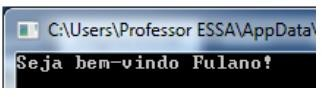 C:\Users\Professor ESSA\AppData\
Seja bem-vindo Fulano!